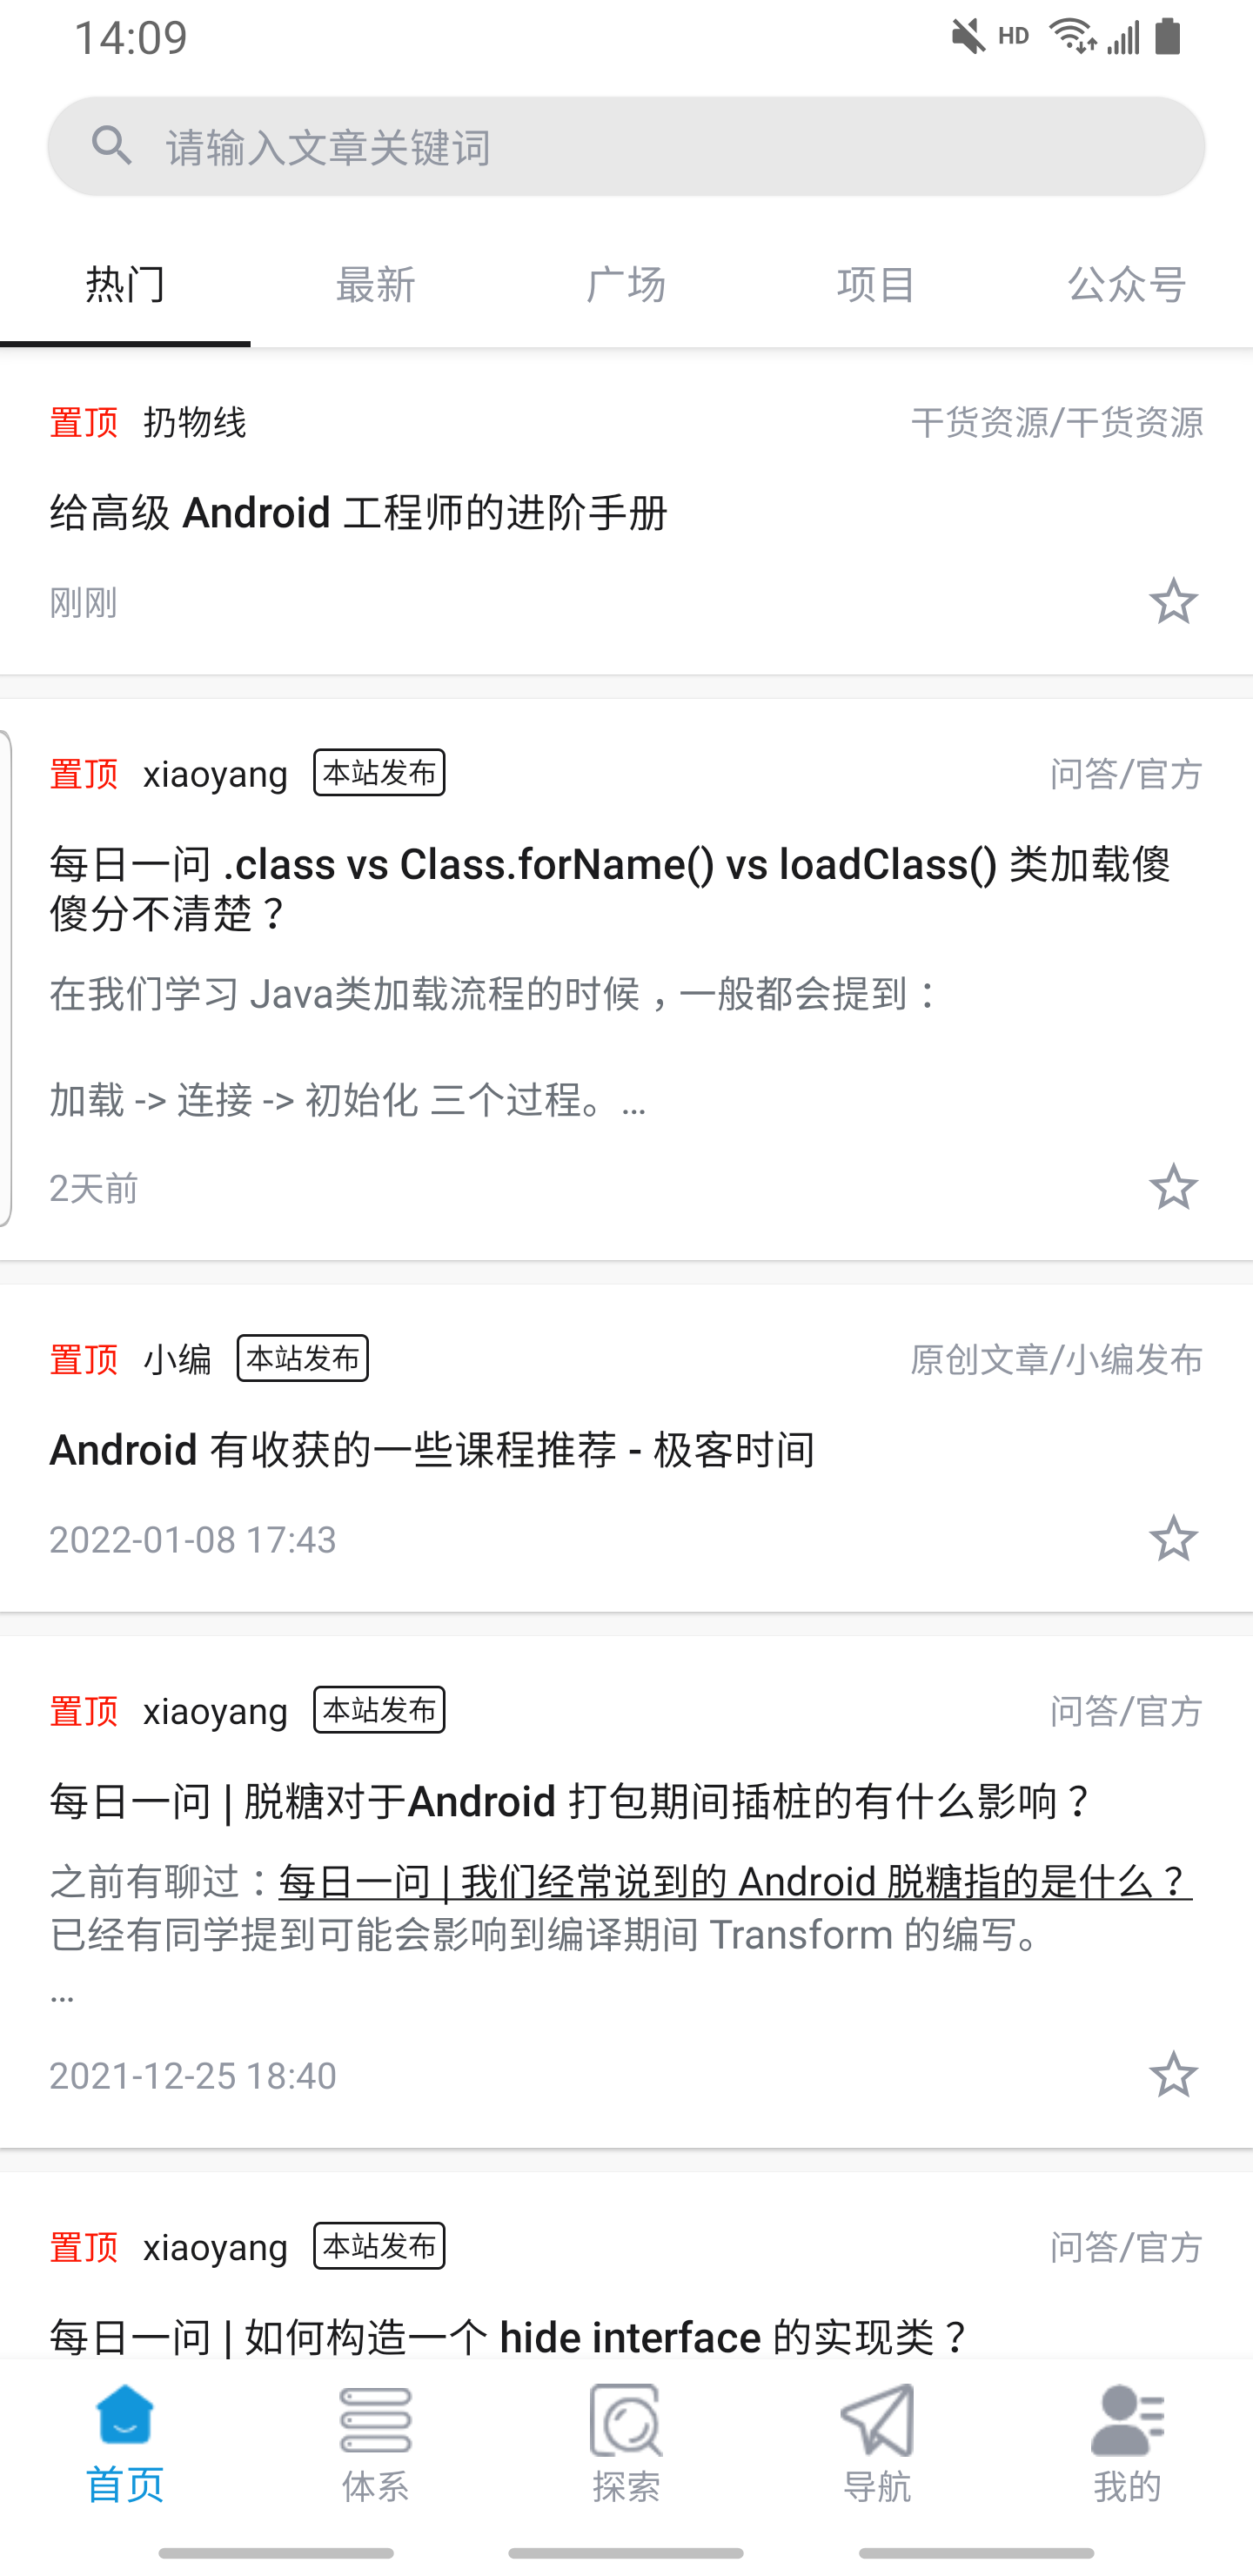 14:09
HD
请输入文章关键词
热门 最新 广场 项目 公众号
置顶 扔物线 干货资源/干货资源
给高级 Android 工程师的进阶手册
刚刚
置顶 xiaoyang 本站发布 问答/官方
每日一问 .class vs Class.forName() vs loadClass() 类加载傻
傻分不清楚？
在我们学习 Java类加载流程的时候，一般都会提到：
加载 -> 连接 -> 初始化 三个过程。…
2天前
置顶 小编 本站发布 原创文章/小编发布
Android 有收获的一些课程推荐 - 极客时间
2022-01-08 17:43
置顶 xiaoyang 本站发布 问答/官方
每日一问 | 脱糖对于Android 打包期间插桩的有什么影响？
之前有聊过：每日一问 | 我们经常说到的 Android 脱糖指的是什么？
已经有同学提到可能会影响到编译期间 Transform 的编写。
…
2021-12-25 18:40
置顶 xiaoyang 本站发布 问答/官方
每日一问 | 如何构造一个 hide interface 的实现类？
首页 体系 探索 导航 我的